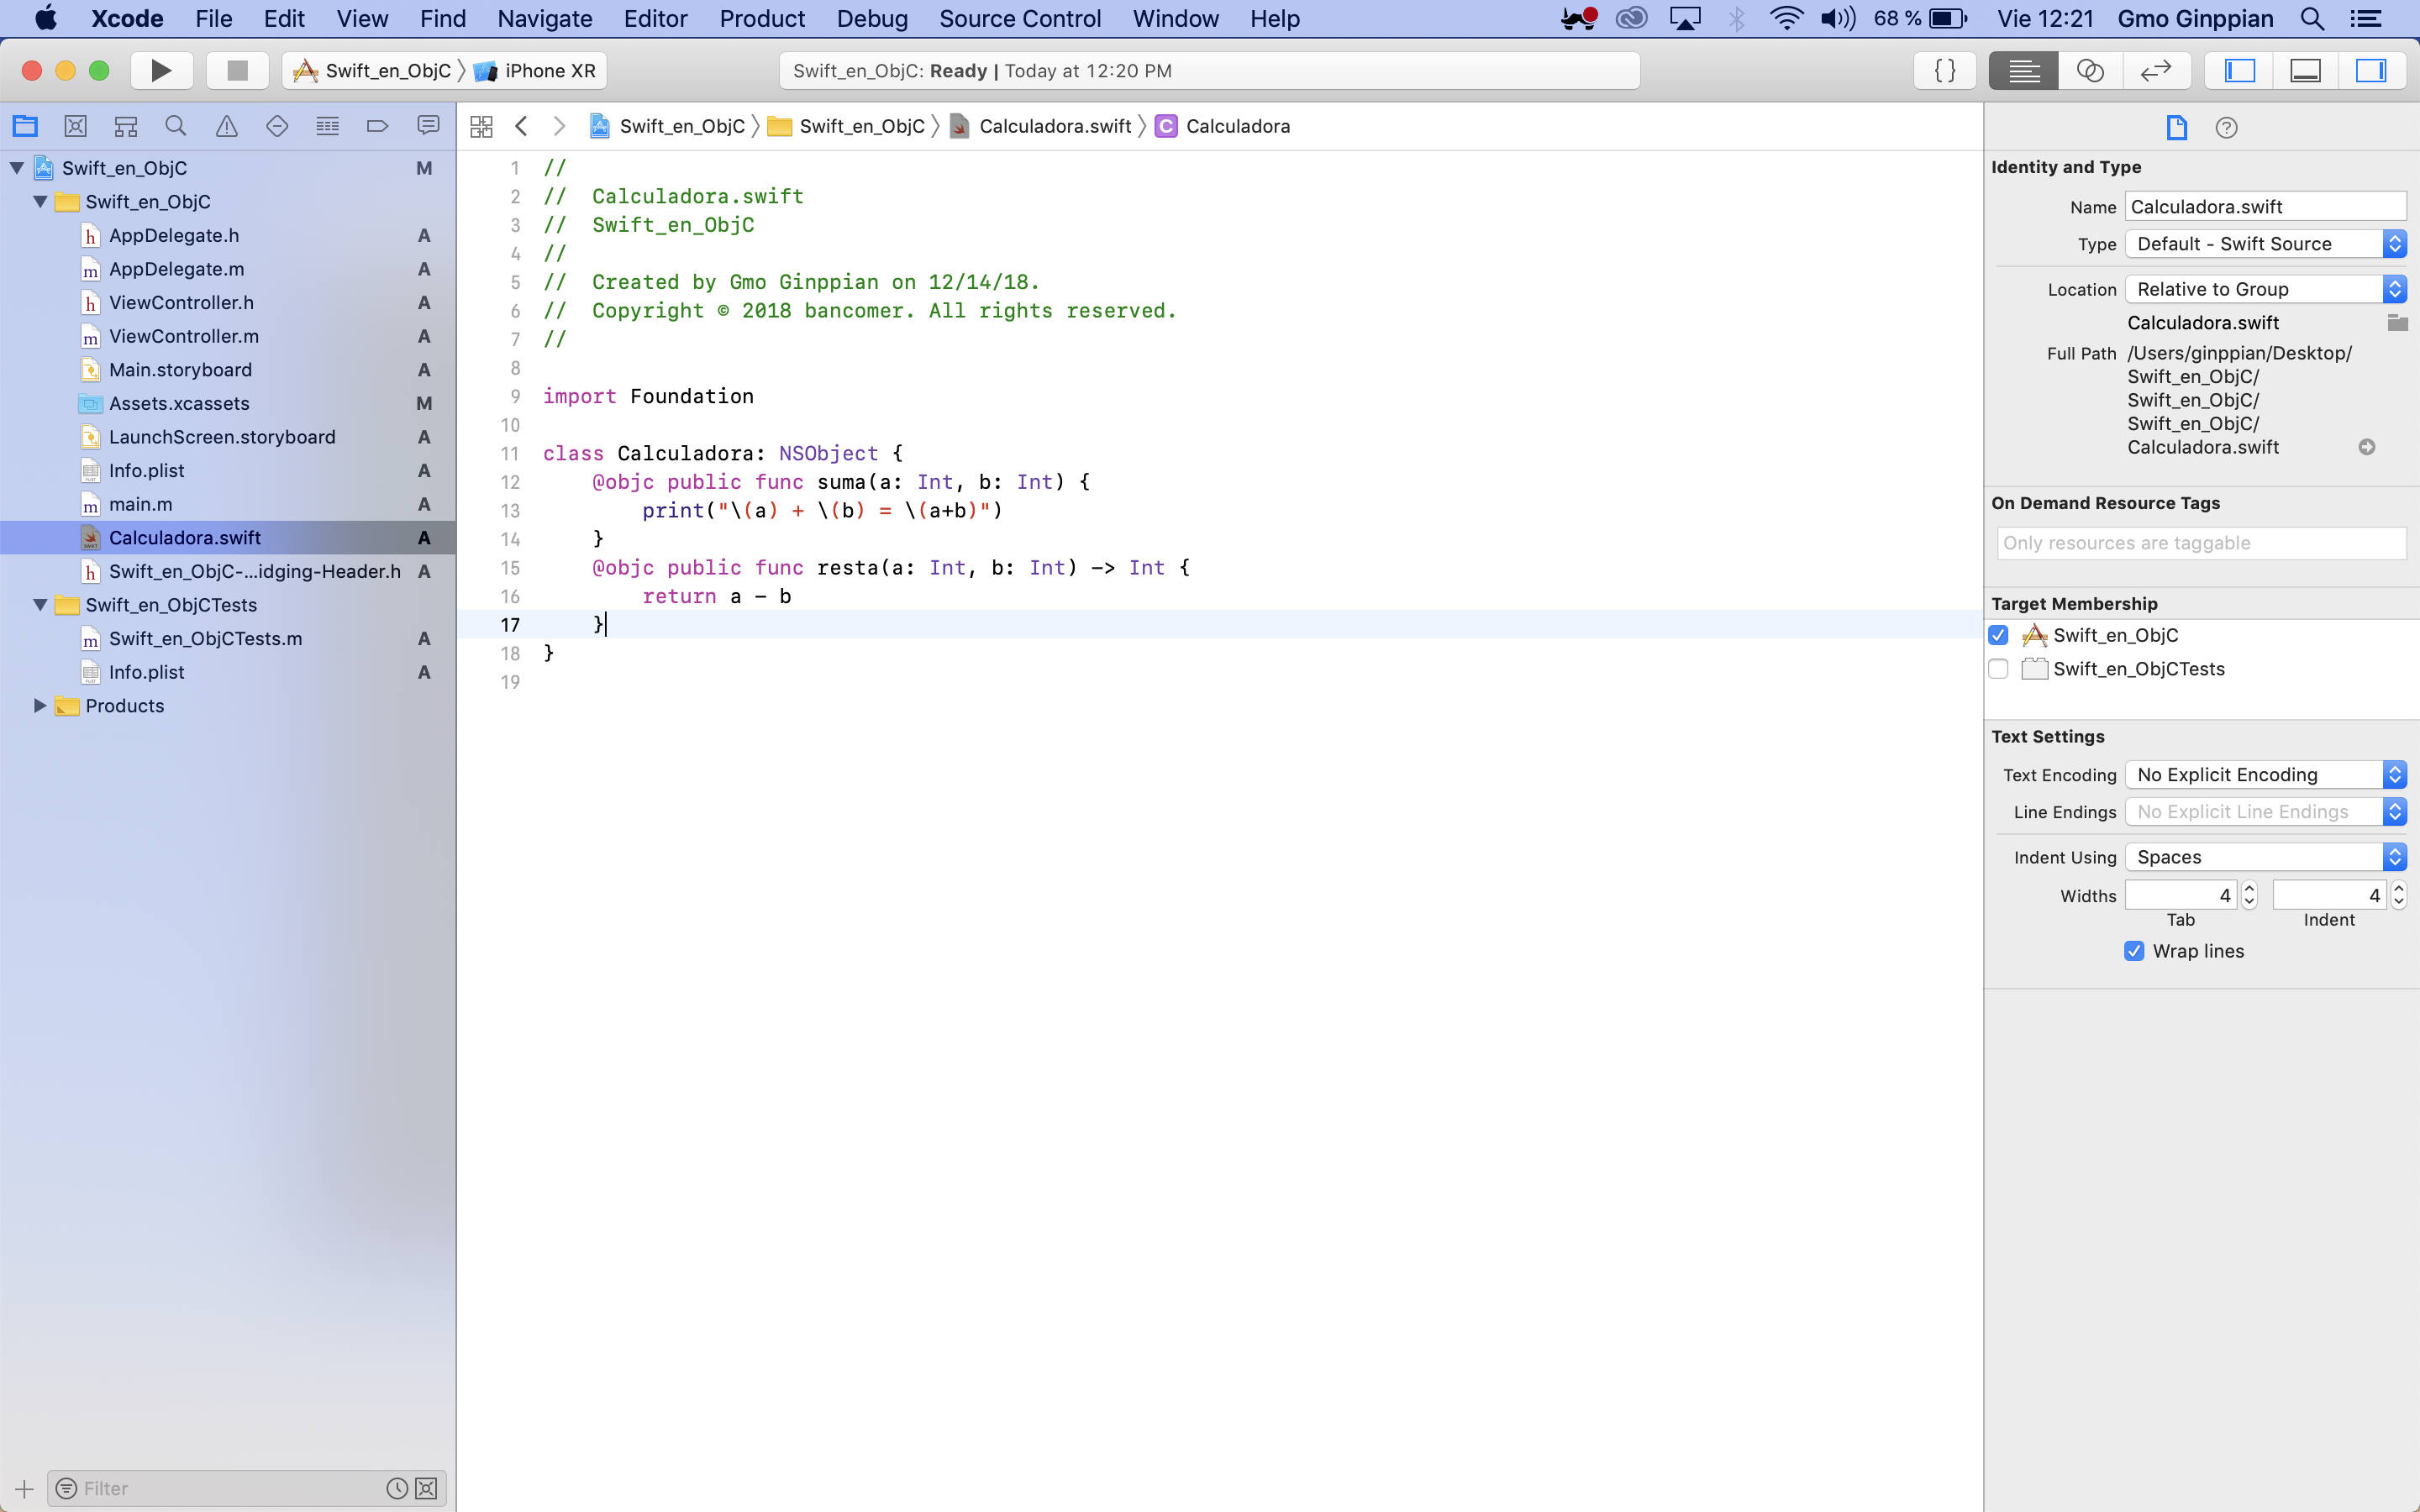 Xcode File Edit View Find Navigate Editor Product Debug Source Control Window Help 68 % Vie 12:21 Gmo Ginppian
Swift_en_ObjC iPhone XR Swift_en_ObjC: Ready | Today at 12:20 PM {}
Swift_en_ObjC Swift_en_ObjC Calculadora.swift C Calculadora
Swift_en_ObjC M
Swift_en_ObjC
h AppDelegate.h A
m AppDelegate.m A
h ViewController.h A
m ViewController.m A
Main.storyboard A
Assets.xcassets M
LaunchScreen.storyboard A
Info.plist A
m main.m A
Calculadora.swift A
h Swift_en_ObjC-...idging-Header.h A
Swift_en_ObjCTests
m Swift_en_ObjCTests.m A
Info.plist A
Products
Filter
1 //
2 //  Calculadora.swift
3 //  Swift_en_ObjC
4 //
5 //  Created by Gmo Ginppian on 12/14/18.
6 //  Copyright © 2018 bancomer. All rights reserved.
7 //
8
9 import Foundation
10
11 class Calculadora: NSObject {
12     @objc public func suma(a: Int, b: Int) {
13         print("\(a) + \(b) = \(a+b)")
14     }
15     @objc public func resta(a: Int, b: Int) -> Int {
16         return a - b
17     }
18 }
19
Identity and Type
Name Calculadora.swift
Type Default - Swift Source
Location Relative to Group
Calculadora.swift
Full Path /Users/ginppian/Desktop/
Swift_en_ObjC/
Swift_en_ObjC/
Swift_en_ObjC/
Calculadora.swift
On Demand Resource Tags
Only resources are taggable
Target Membership
Swift_en_ObjC
Swift_en_ObjCTests
Text Settings
Text Encoding No Explicit Encoding
Line Endings No Explicit Line Endings
Indent Using Spaces
Widths 4 4
Tab Indent
Wrap lines